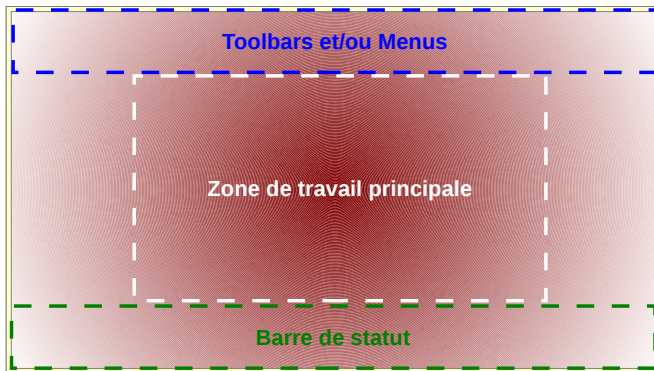 Toolbars et/ou Menus
Zone de travail principale
Barre de statut